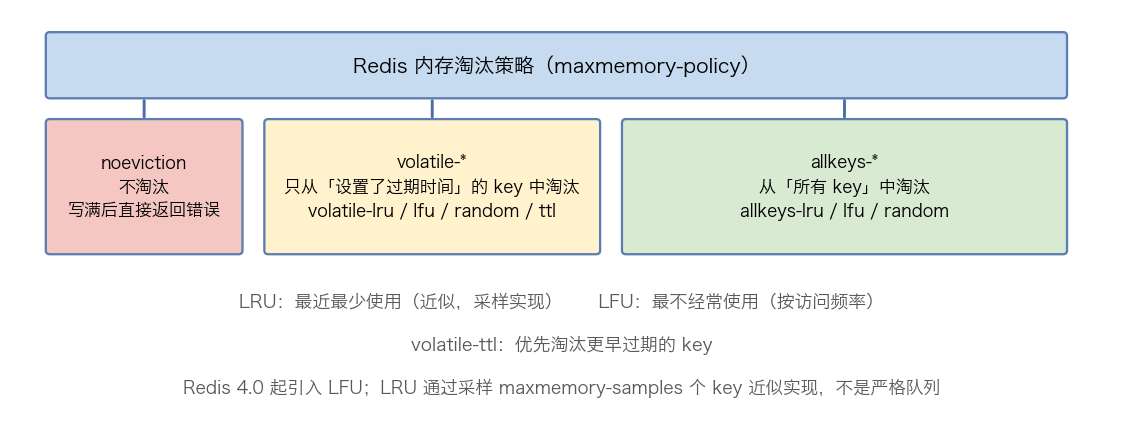 Redis 内存淘汰策略（maxmemory-policy）
noeviction
不淘汰
写满后直接返回错误
volatile-*
只从「设置了过期时间」的 key 中淘汰
volatile-lru / lfu / random / ttl
allkeys-*
从「所有 key」中淘汰
allkeys-lru / lfu / random
LRU：最近最少使用（近似，采样实现） LFU：最不经常使用（按访问频率）
volatile-ttl：优先淘汰更早过期的 key
Redis 4.0 起引入 LFU；LRU 通过采样 maxmemory-samples 个 key 近似实现，不是严格队列